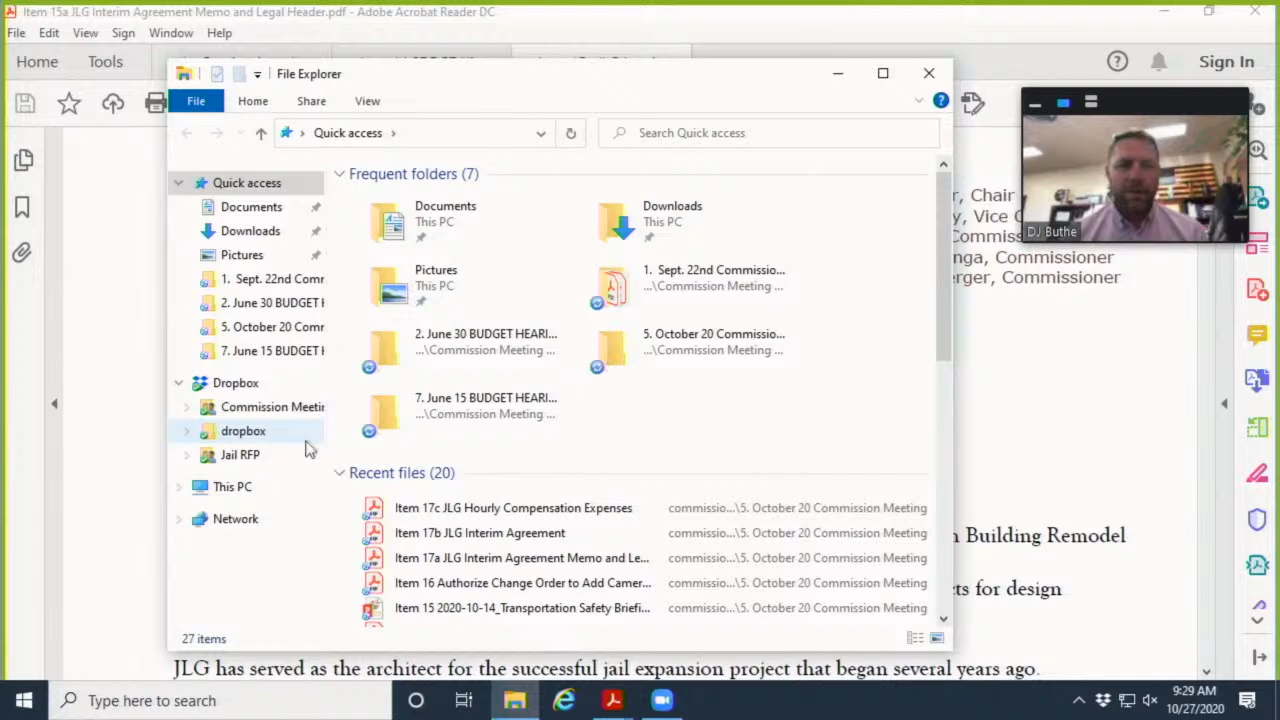 Item 15a JLG Interim Agreement Memo and Legal Header.pdf - Adobe Acrobat Reader DC
File Edit View Sign Window Help
Home Tools
Sign In
File Explorer
File Home Share View
Quick access
Search Quick access
Quick access
Documents
Downloads
Pictures
1. Sept. 22nd Comr
2. June 30 BUDGET H
5. October 20 Comr
7. June 15 BUDGET H
Dropbox
Commission Meetin
dropbox
Jail RFP
This PC
Network
Frequent folders (7)
Documents
This PC
Downloads
This PC
Pictures
This PC
1. Sept. 22nd Commissio...
...\Commission Meeting ...
2. June 30 BUDGET HEARI...
...\Commission Meeting ...
5. October 20 Commissio...
...\Commission Meeting ...
7. June 15 BUDGET HEARI...
...\Commission Meeting ...
Recent files (20)
Item 17c JLG Hourly Compensation Expenses commissio...\5. October 20 Commission Meeting
Item 17b JLG Interim Agreement commissio...\5. October 20 Commission Meeting
Item 17a JLG Interim Agreement Memo and Le... commissio...\5. October 20 Commission Meeting
Item 16 Authorize Change Order to Add Camer... commissio...\5. October 20 Commission Meeting
Item 15 2020-10-14_Transportation Safety Briefi... commissio...\5. October 20 Commission Meeting
27 items
DJ Buthe
r, Chair
y, Vice C
Commiss
nga, Commissioner
erger, Commissioner
n Building Remodel
cts for design
JLG has served as the architect for the successful jail expansion project that began several years ago.
Type here to search
9:29 AM
10/27/2020